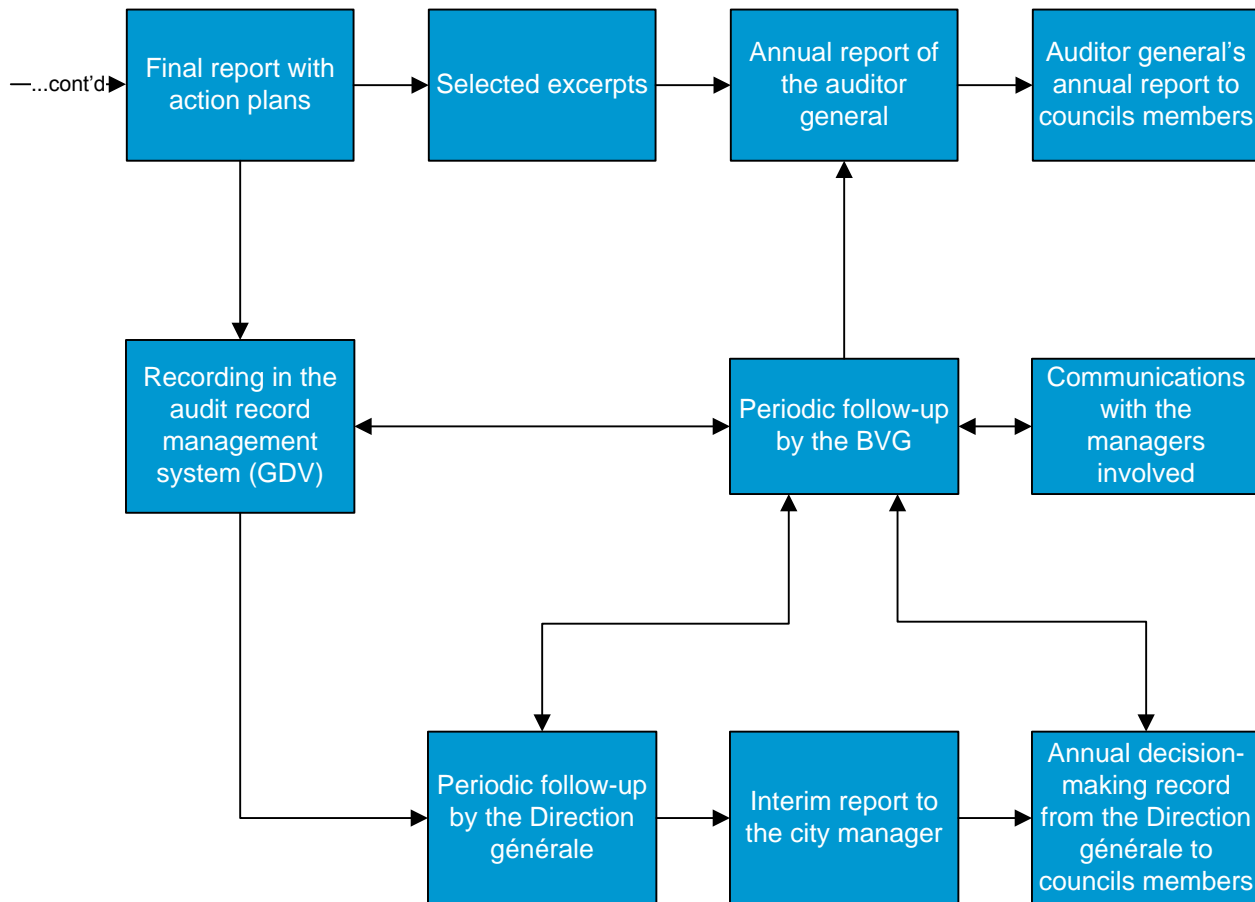 ...cont'd
Final report with
action plans
Selected excerpts
Annual report of
the auditor
general
Auditor general's
annual report to
councils members
Recording in the
audit record
management
system (GDV)
Periodic follow-up
by the BVG
Communications
with the
managers
involved
Periodic follow-up
by the Direction
générale
Interim report to
the city manager
Annual decision-
making record
from the Direction
générale to
councils members